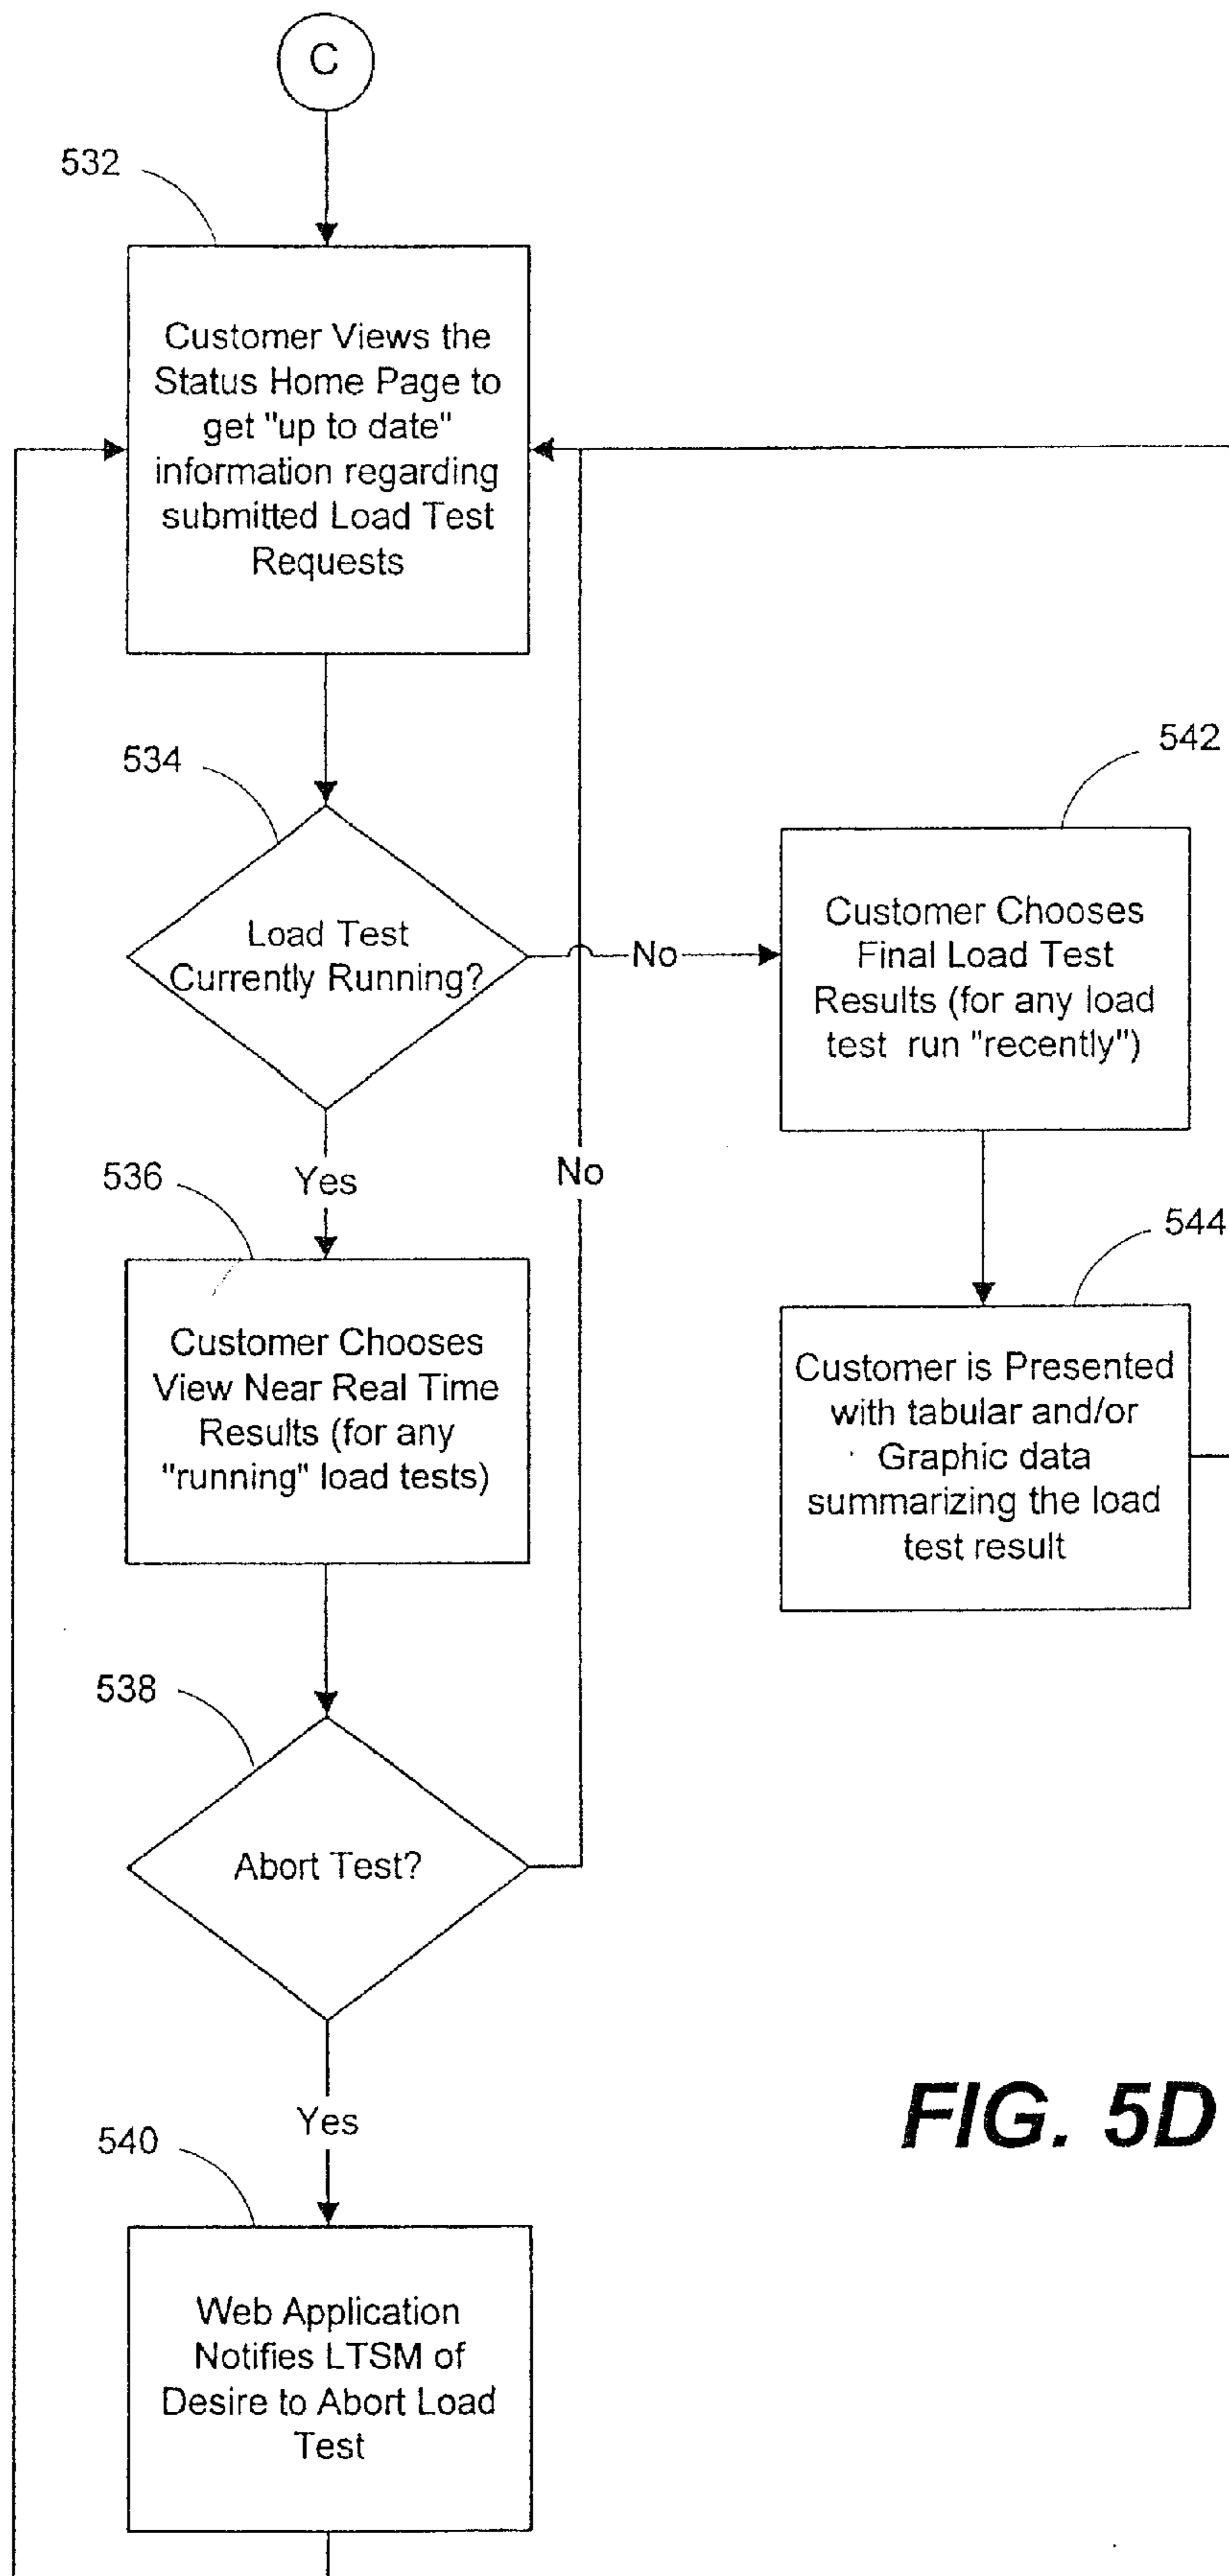 C
532
Customer Views the
Status Home Page to
get "up to date"
information regarding
submitted Load Test
Requests
534
Load Test
Currently Running?
No
542
Customer Chooses
Final Load Test
Results (for any load
test run "recently")
Yes
No
536
Customer Chooses
View Near Real Time
Results (for any
"running" load tests)
544
Customer is Presented
with tabular and/or
Graphic data
summarizing the load
test result
538
Abort Test?
Yes
540
Web Application
Notifies LTSM of
Desire to Abort Load
Test
FIG. 5D